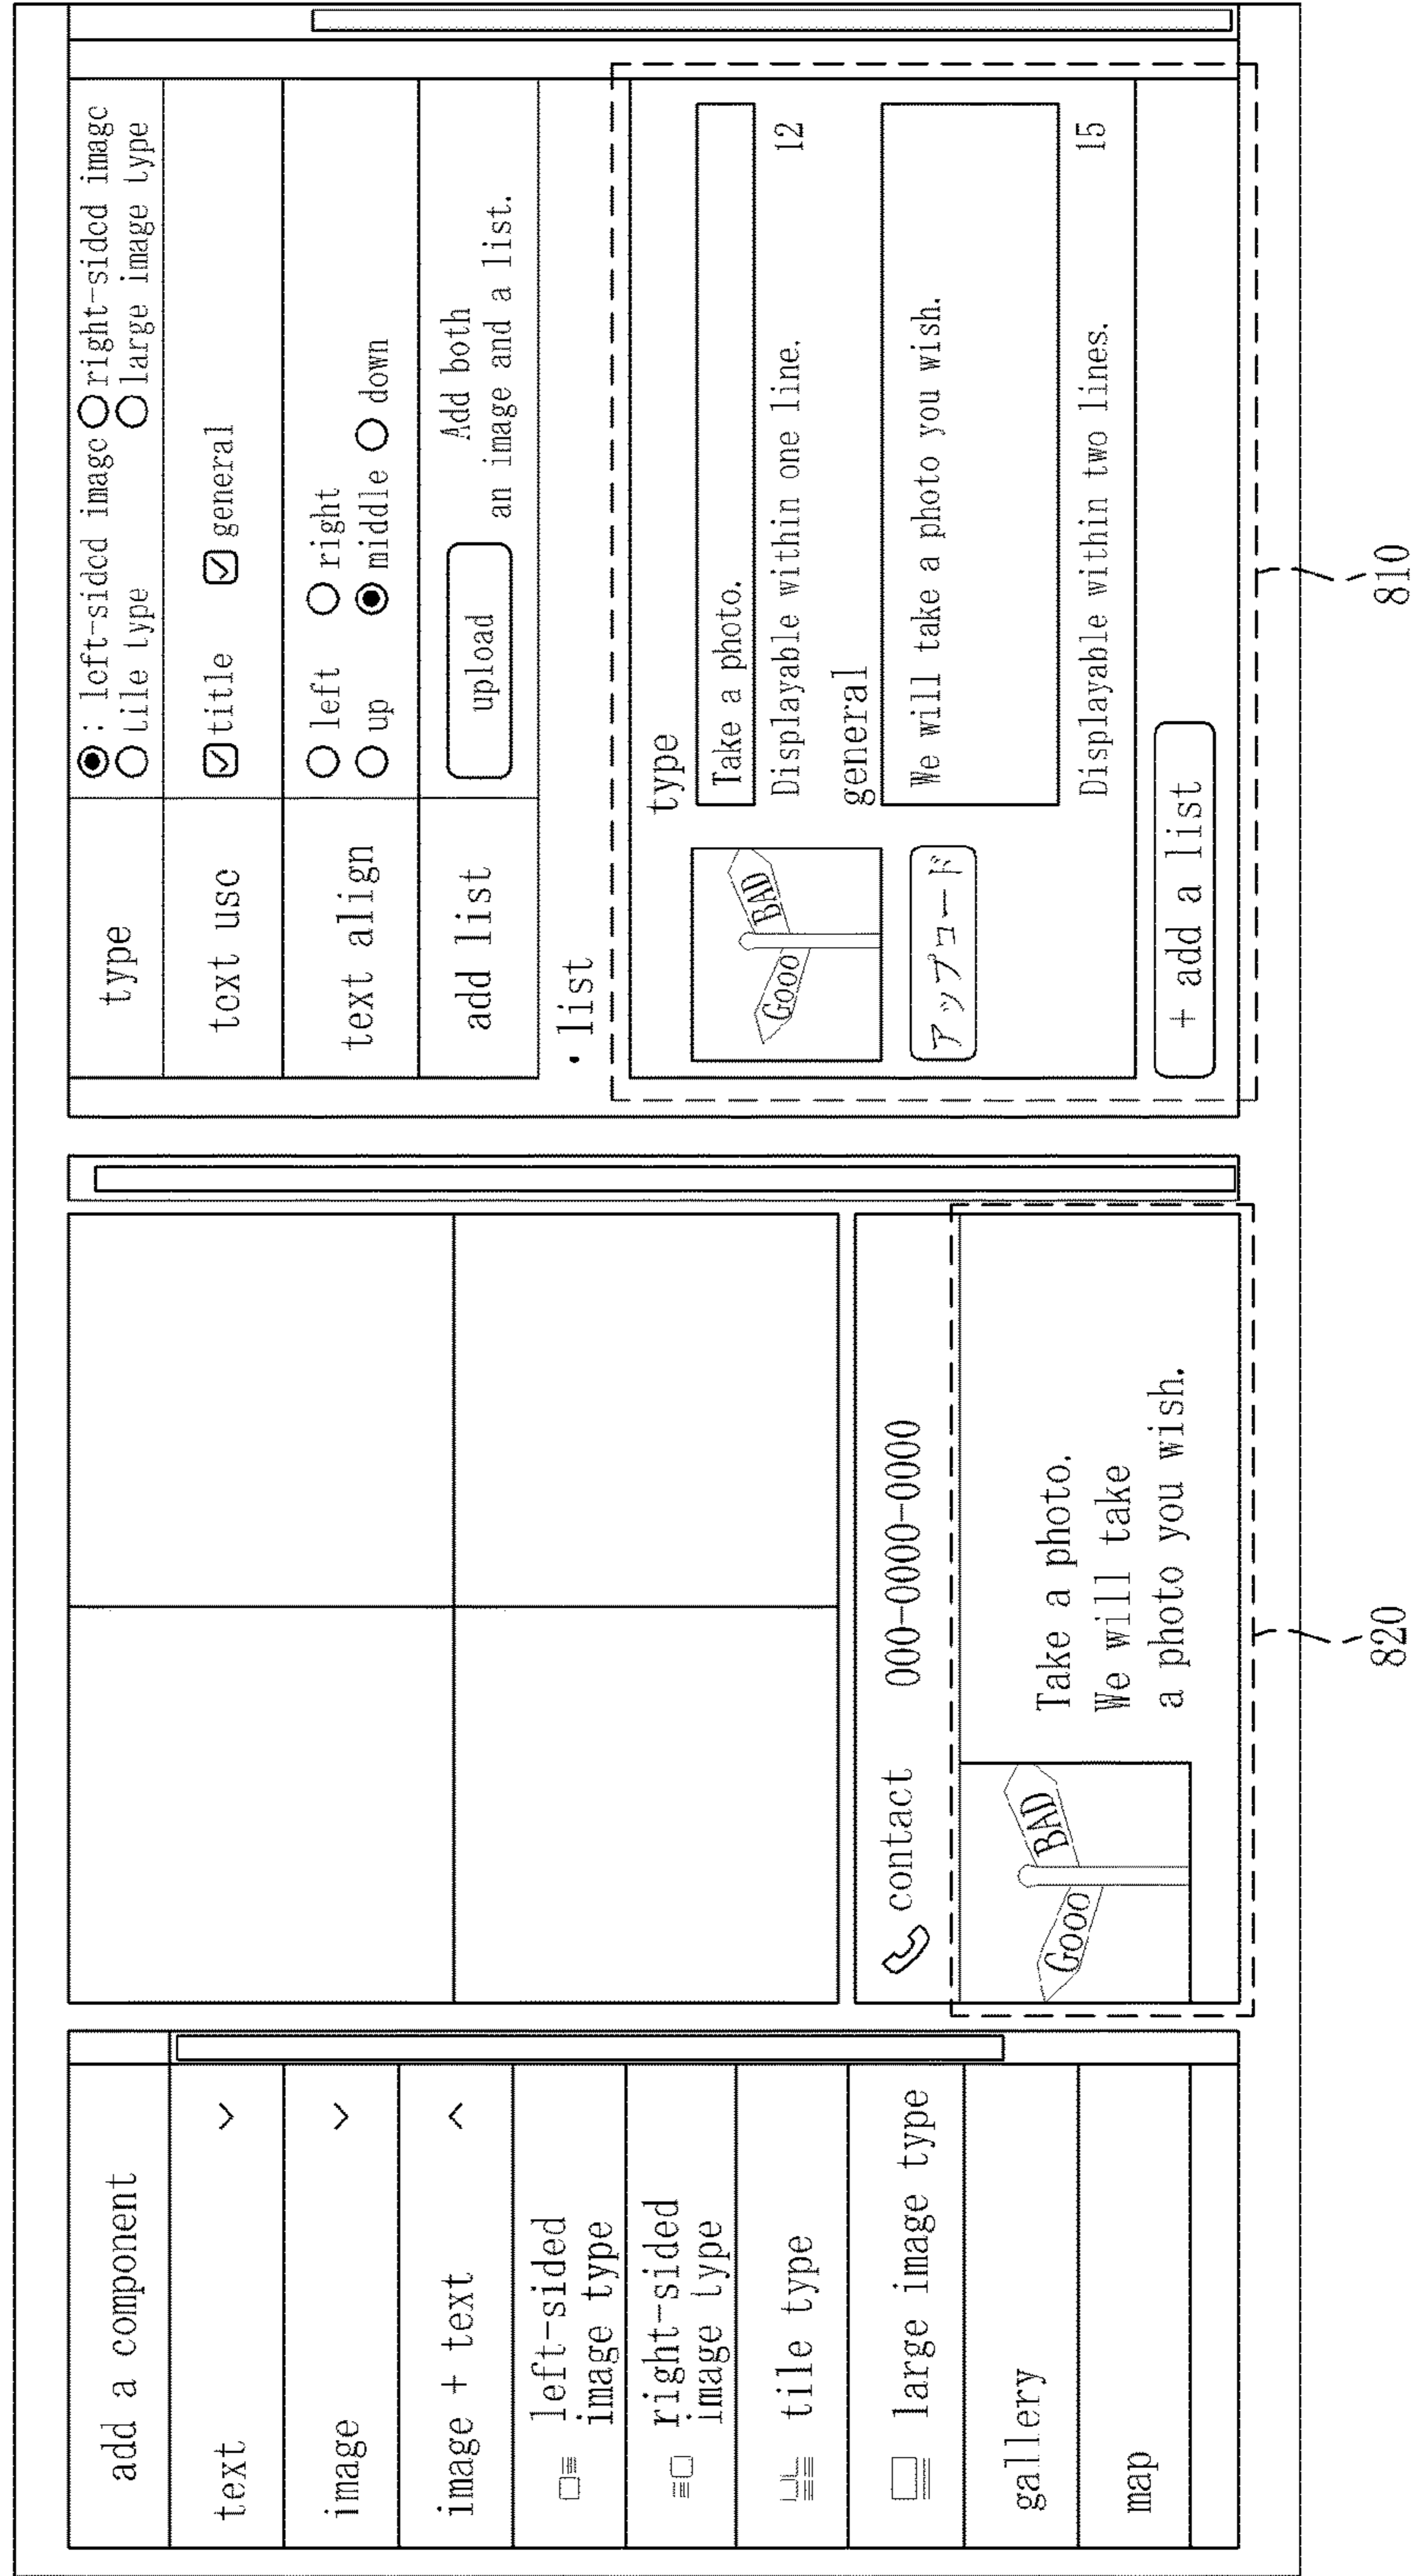 add a component
text
image
image + text
left-sided
image type
right-sided
image type
tile type
large image type
gallery
map
contact 000-0000-0000
Gooo
BAD
Take a photo.
We will take
a photo you wish.
820
type
: left-sided image right-sided image
tile type large image type
text use
title general
text align
left right
up middle down
add list
upload
Add both
an image and a list.
· list
Gooo
BAD
アップコード
type
Take a photo.
Displayable within one line. 12
general
We will take a photo you wish.
Displayable within two lines. 15
+ add a list
810